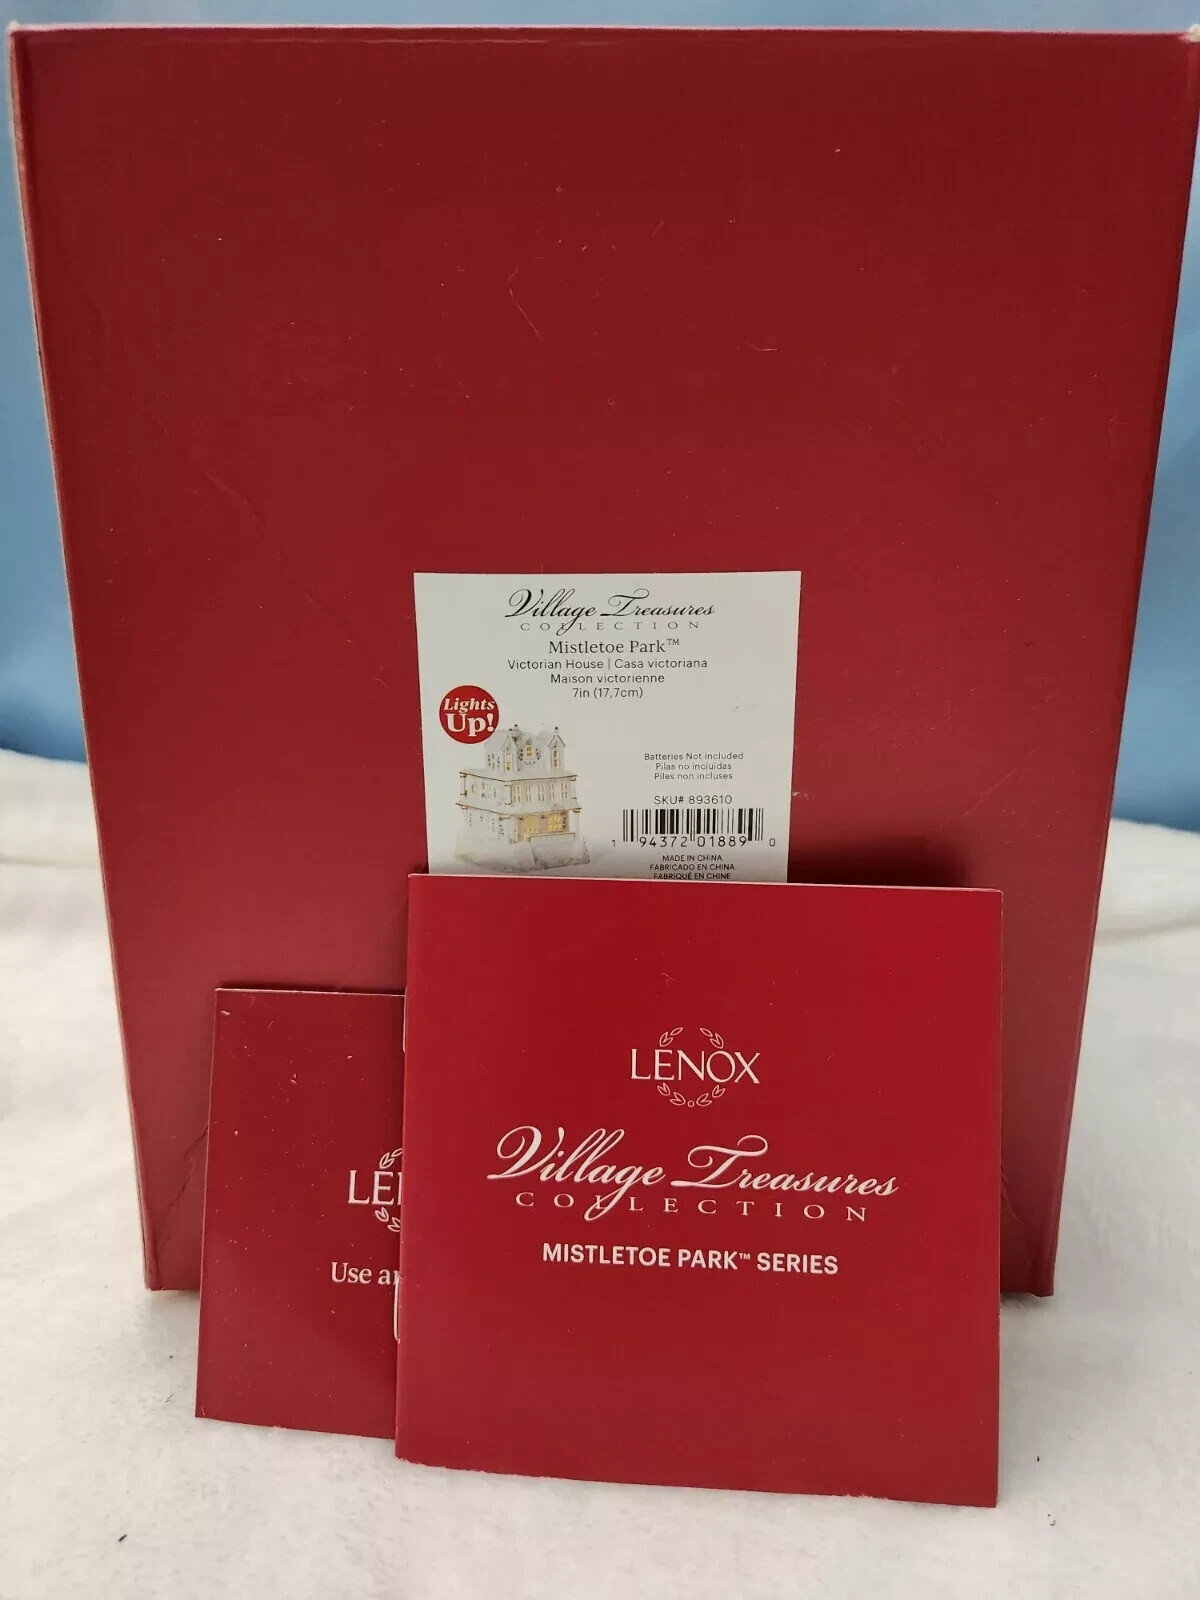 Village Treasures
COLLECTION
Mistletoe Park™
Victorian House | Casa victoriana
Maison victorienne
7in (17,7cm)
Lights
Up!
Batteries Not Included
Pilas no incluidas
Piles non incluses
SKU# 893610
1 94372 01889 0
MADE IN CHINA
FABRICADO EN CHINA
FABRIQUÉ EN CHINE
LENOX
Village Treasures
COLLECTION
MISTLETOE PARK™ SERIES
LE
Use